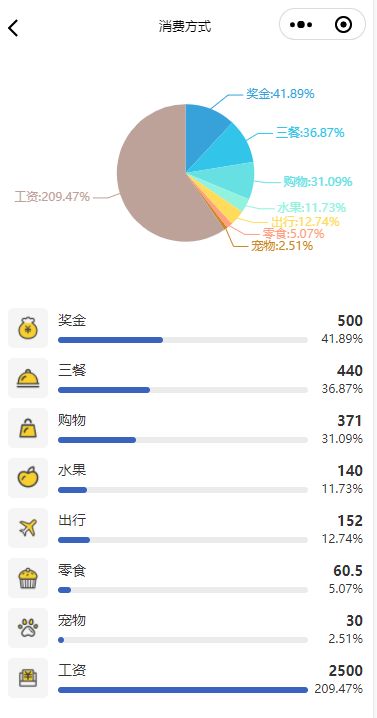 消费方式
奖金:41.89%
三餐:36.87%
购物:31.09%
工资:209.47%
水果:11.73%
出行:12.74%
零食:5.07%
宠物:2.51%
奖金 500
41.89%
三餐 440
36.87%
购物 371
31.09%
水果 140
11.73%
出行 152
12.74%
零食 60.5
5.07%
宠物 30
2.51%
工资 2500
209.47%